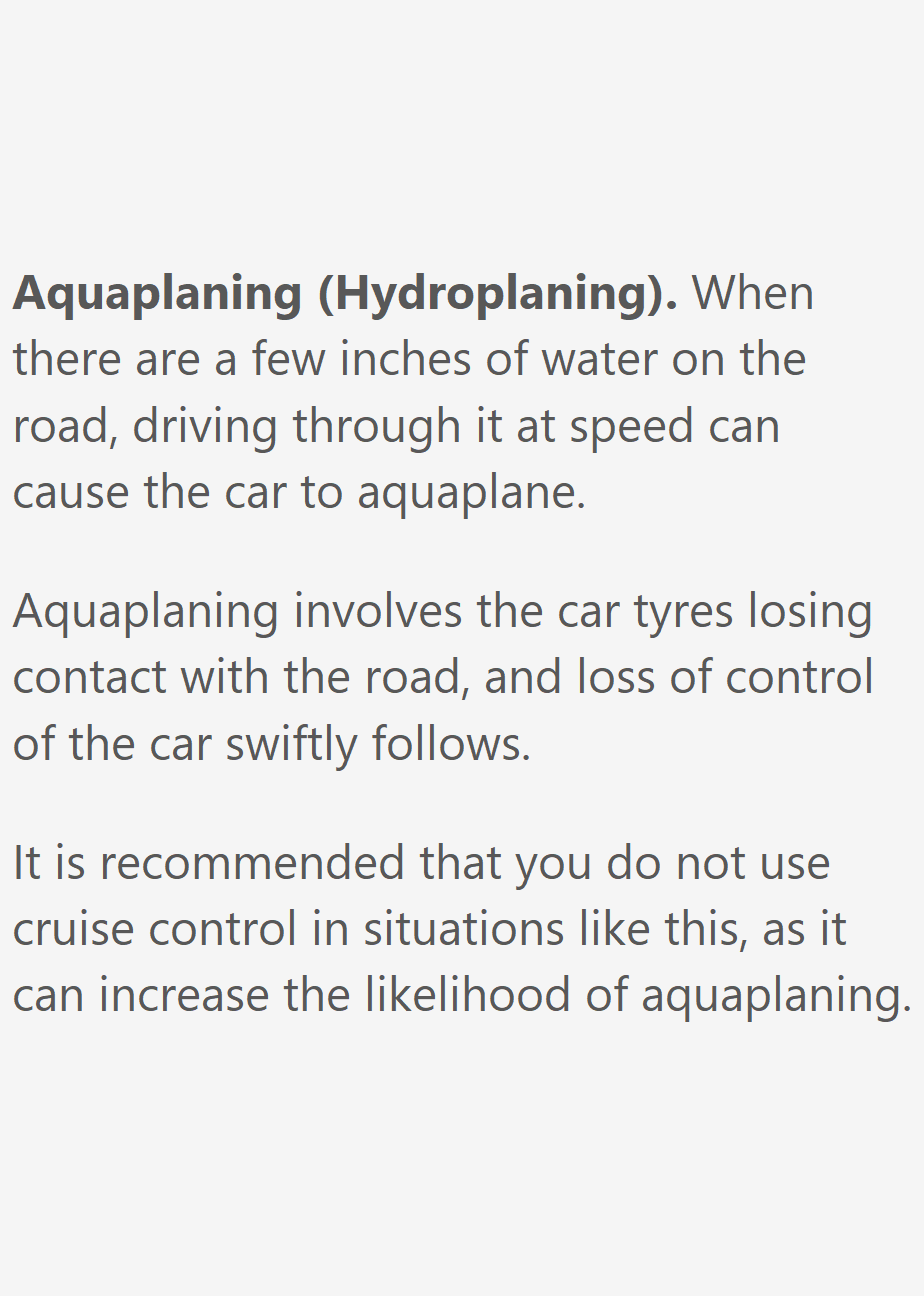 Aquaplaning (Hydroplaning). When
there are a few inches of water on the
road, driving through it at speed can
cause the car to aquaplane.
Aquaplaning involves the car tyres losing
contact with the road, and loss of control
of the car swiftly follows.
It is recommended that you do not use
cruise control in situations like this, as it
can increase the likelihood of aquaplaning.